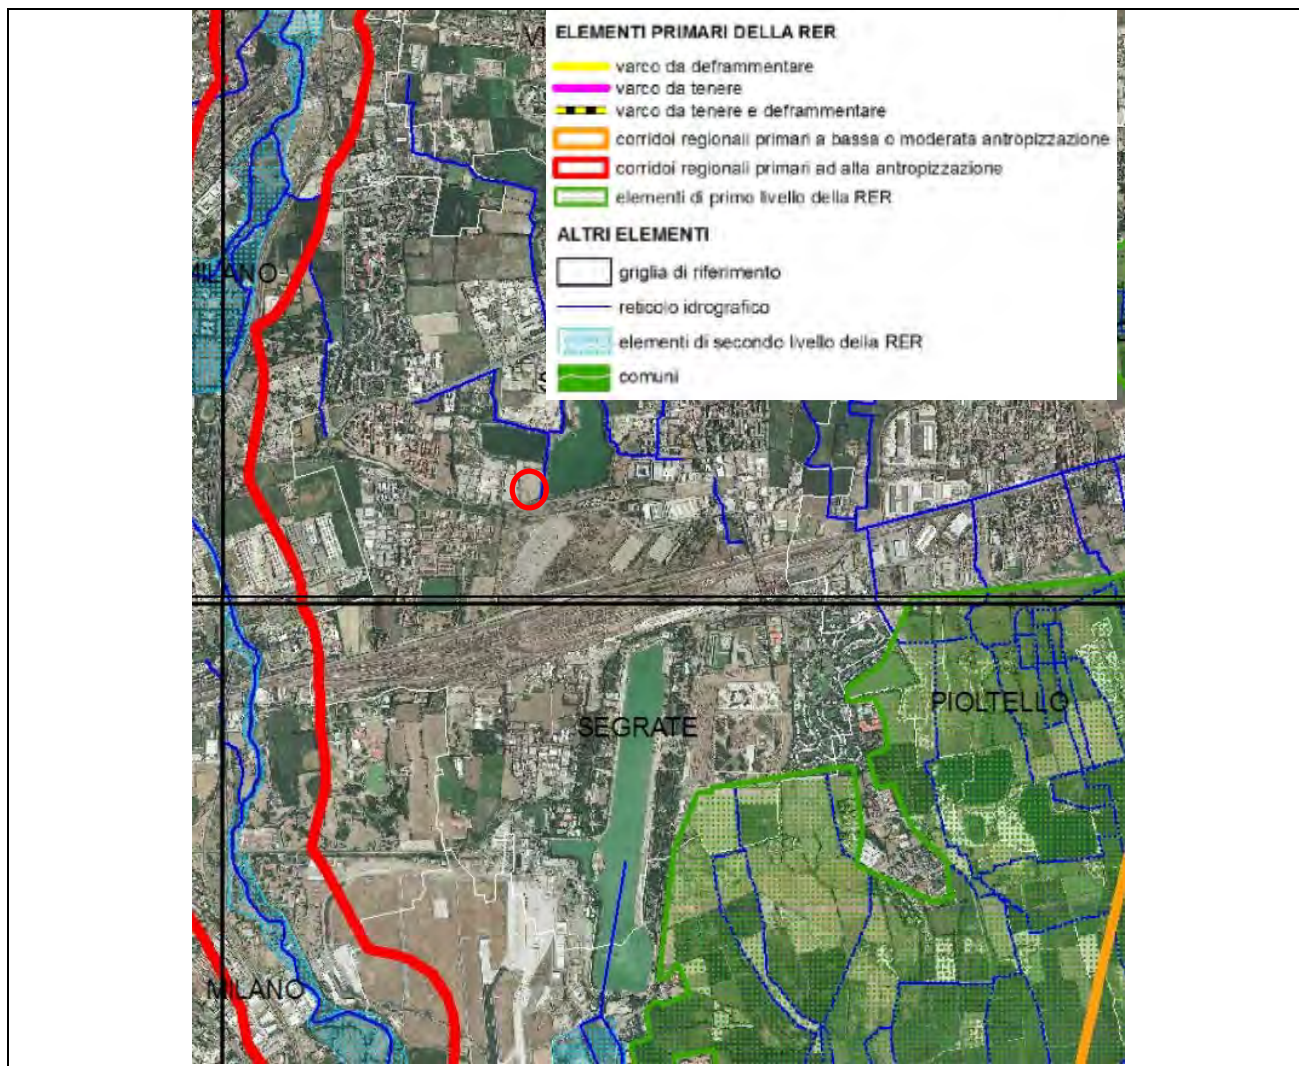 VI
ELEMENTI PRIMARI DELLA RER
varco da deframmentare
varco da tenere
varco da tenere e deframmentare
corridoi regionali primari a bassa o moderata antropizzazione
corridoi regionali primari ad alta antropizzazione
elementi di primo livello della RER
ALTRI ELEMENTI
griglia di riferimento
reticolo idrografico
elementi di secondo livello della RER
comuni
MILANO
PIOLTELLO
SEGRATE
MILANO